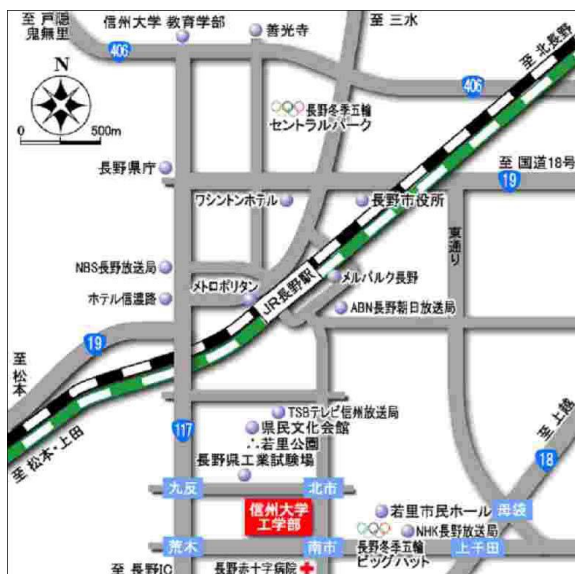 至 戸隠
鬼無里
信州大学 教育学部
善光寺
至 三水
至 北長野
406
406
N
0 500m
長野冬季五輪
セントラルパーク
長野県庁
至 国道18号
19
ワシントンホテル
長野市役所
東通り
NBS長野放送局
メトロポリタン
JR長野駅
メルパルク長野
ホテル信濃路
ABN長野朝日放送局
19
至 松本
117
至 松本・上田
TSBテレビ信州放送局
県民文化会館
∴若里公園
長野県工業試験場
至 上越
18
九反
北市
信州大学
工学部
若里市民ホール
母袋
NHK長野放送局
長野冬季五輪
ビッグハット
荒木
南市
上千田
至 長野IC
長野赤十字病院